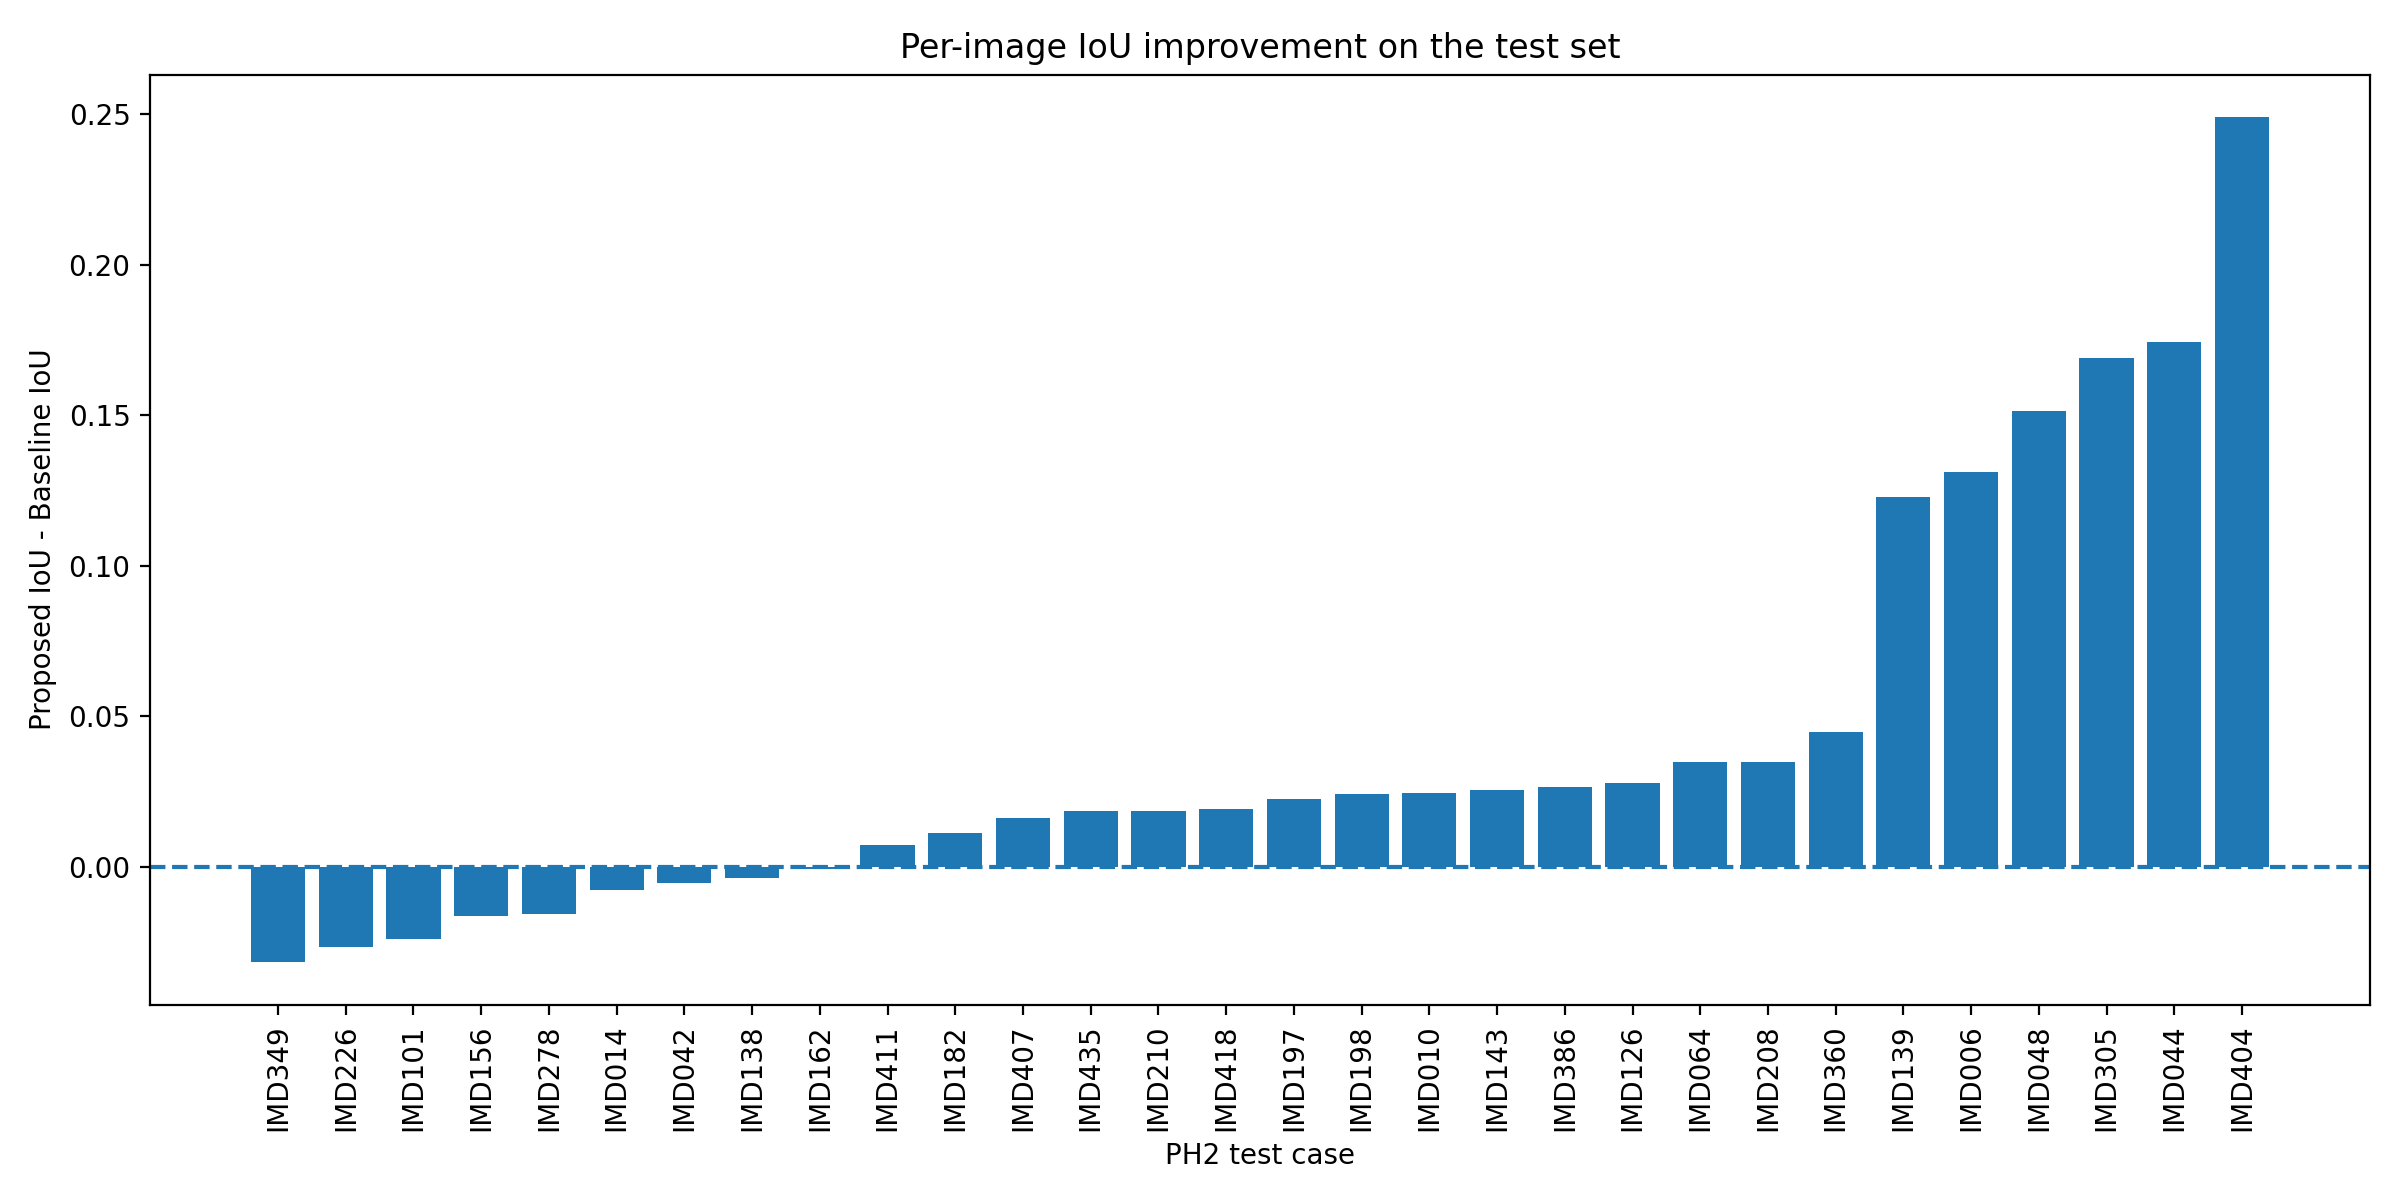 Per-image IoU improvement on the test set
Proposed IoU - Baseline IoU
0.25
0.20
0.15
0.10
0.05
0.00
IMD349
IMD226
IMD101
IMD156
IMD278
IMD014
IMD042
IMD138
IMD162
IMD411
IMD182
IMD407
IMD435
IMD210
IMD418
IMD197
IMD198
IMD010
IMD143
IMD386
IMD126
IMD064
IMD208
IMD360
IMD139
IMD006
IMD048
IMD305
IMD044
IMD404
PH2 test case